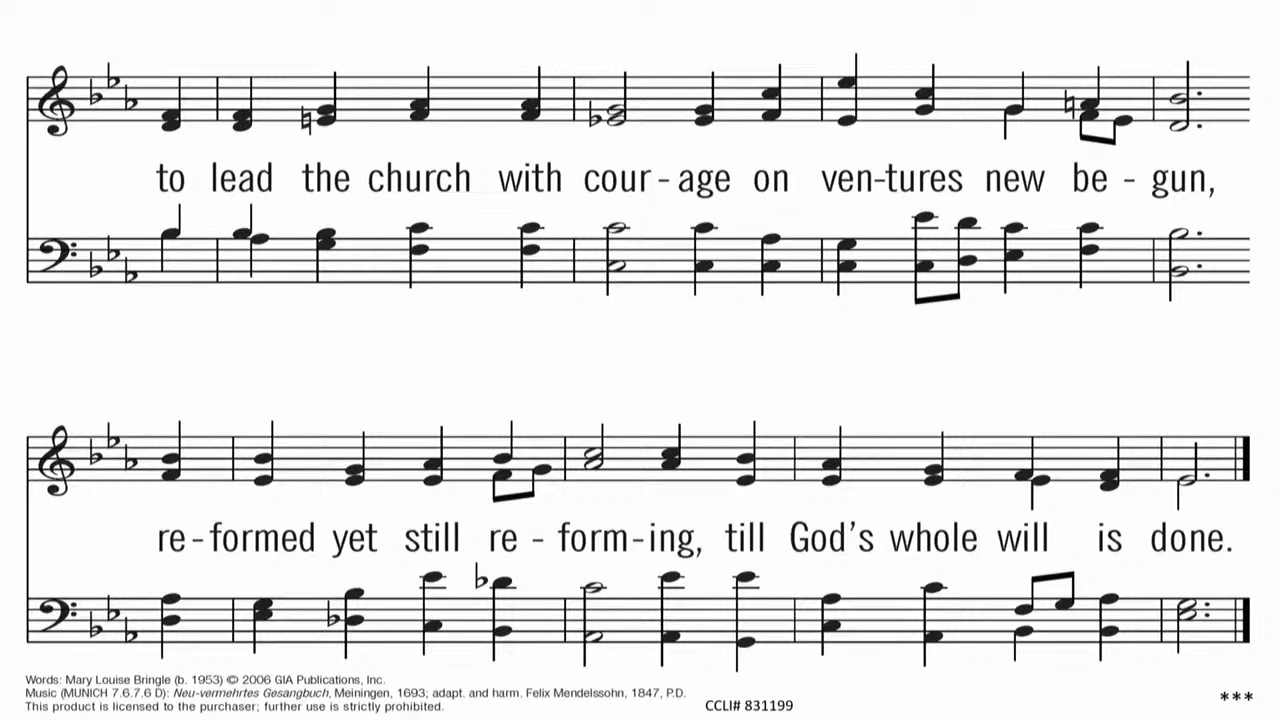 to lead the church with cour - age on ven-tures new be - gun,
re-formed yet still re - form-ing, till God's whole will is done.
Words: Mary Louise Bringle (b. 1953) © 2006 GIA Publications, Inc.
Music (MUNICH 7.6.7.6 D): Neu-vermehrtes Gesangbuch, Meiningen, 1693; adapt. and harm. Felix Mendelssohn, 1847, P.D.
This product is licensed to the purchaser; further use is strictly prohibited.
CCLI# 831199
***